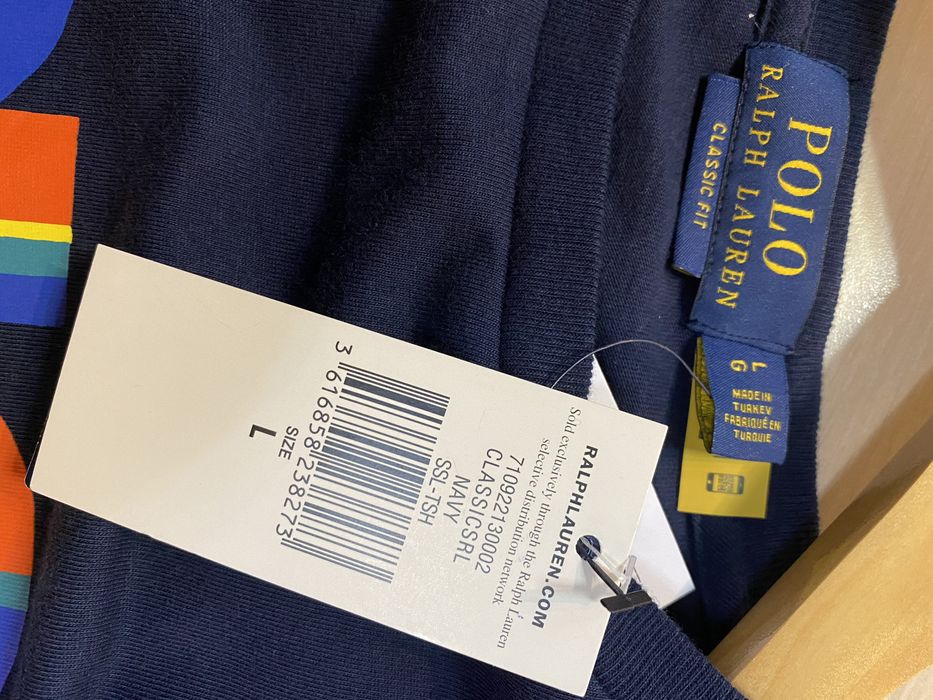 POLO
RALPH LAUREN
CLASSIC FIT
L
G
MADE IN
TURKEY
FABRIQUÉ EN
TURQUIE
RALPHLAUREN.COM
Sold exclusively through the Ralph Lauren
selective distribution network
710922130002
CLASSICSRL
NAVY
SSL-TSH
3 616858 238273
SIZE
L